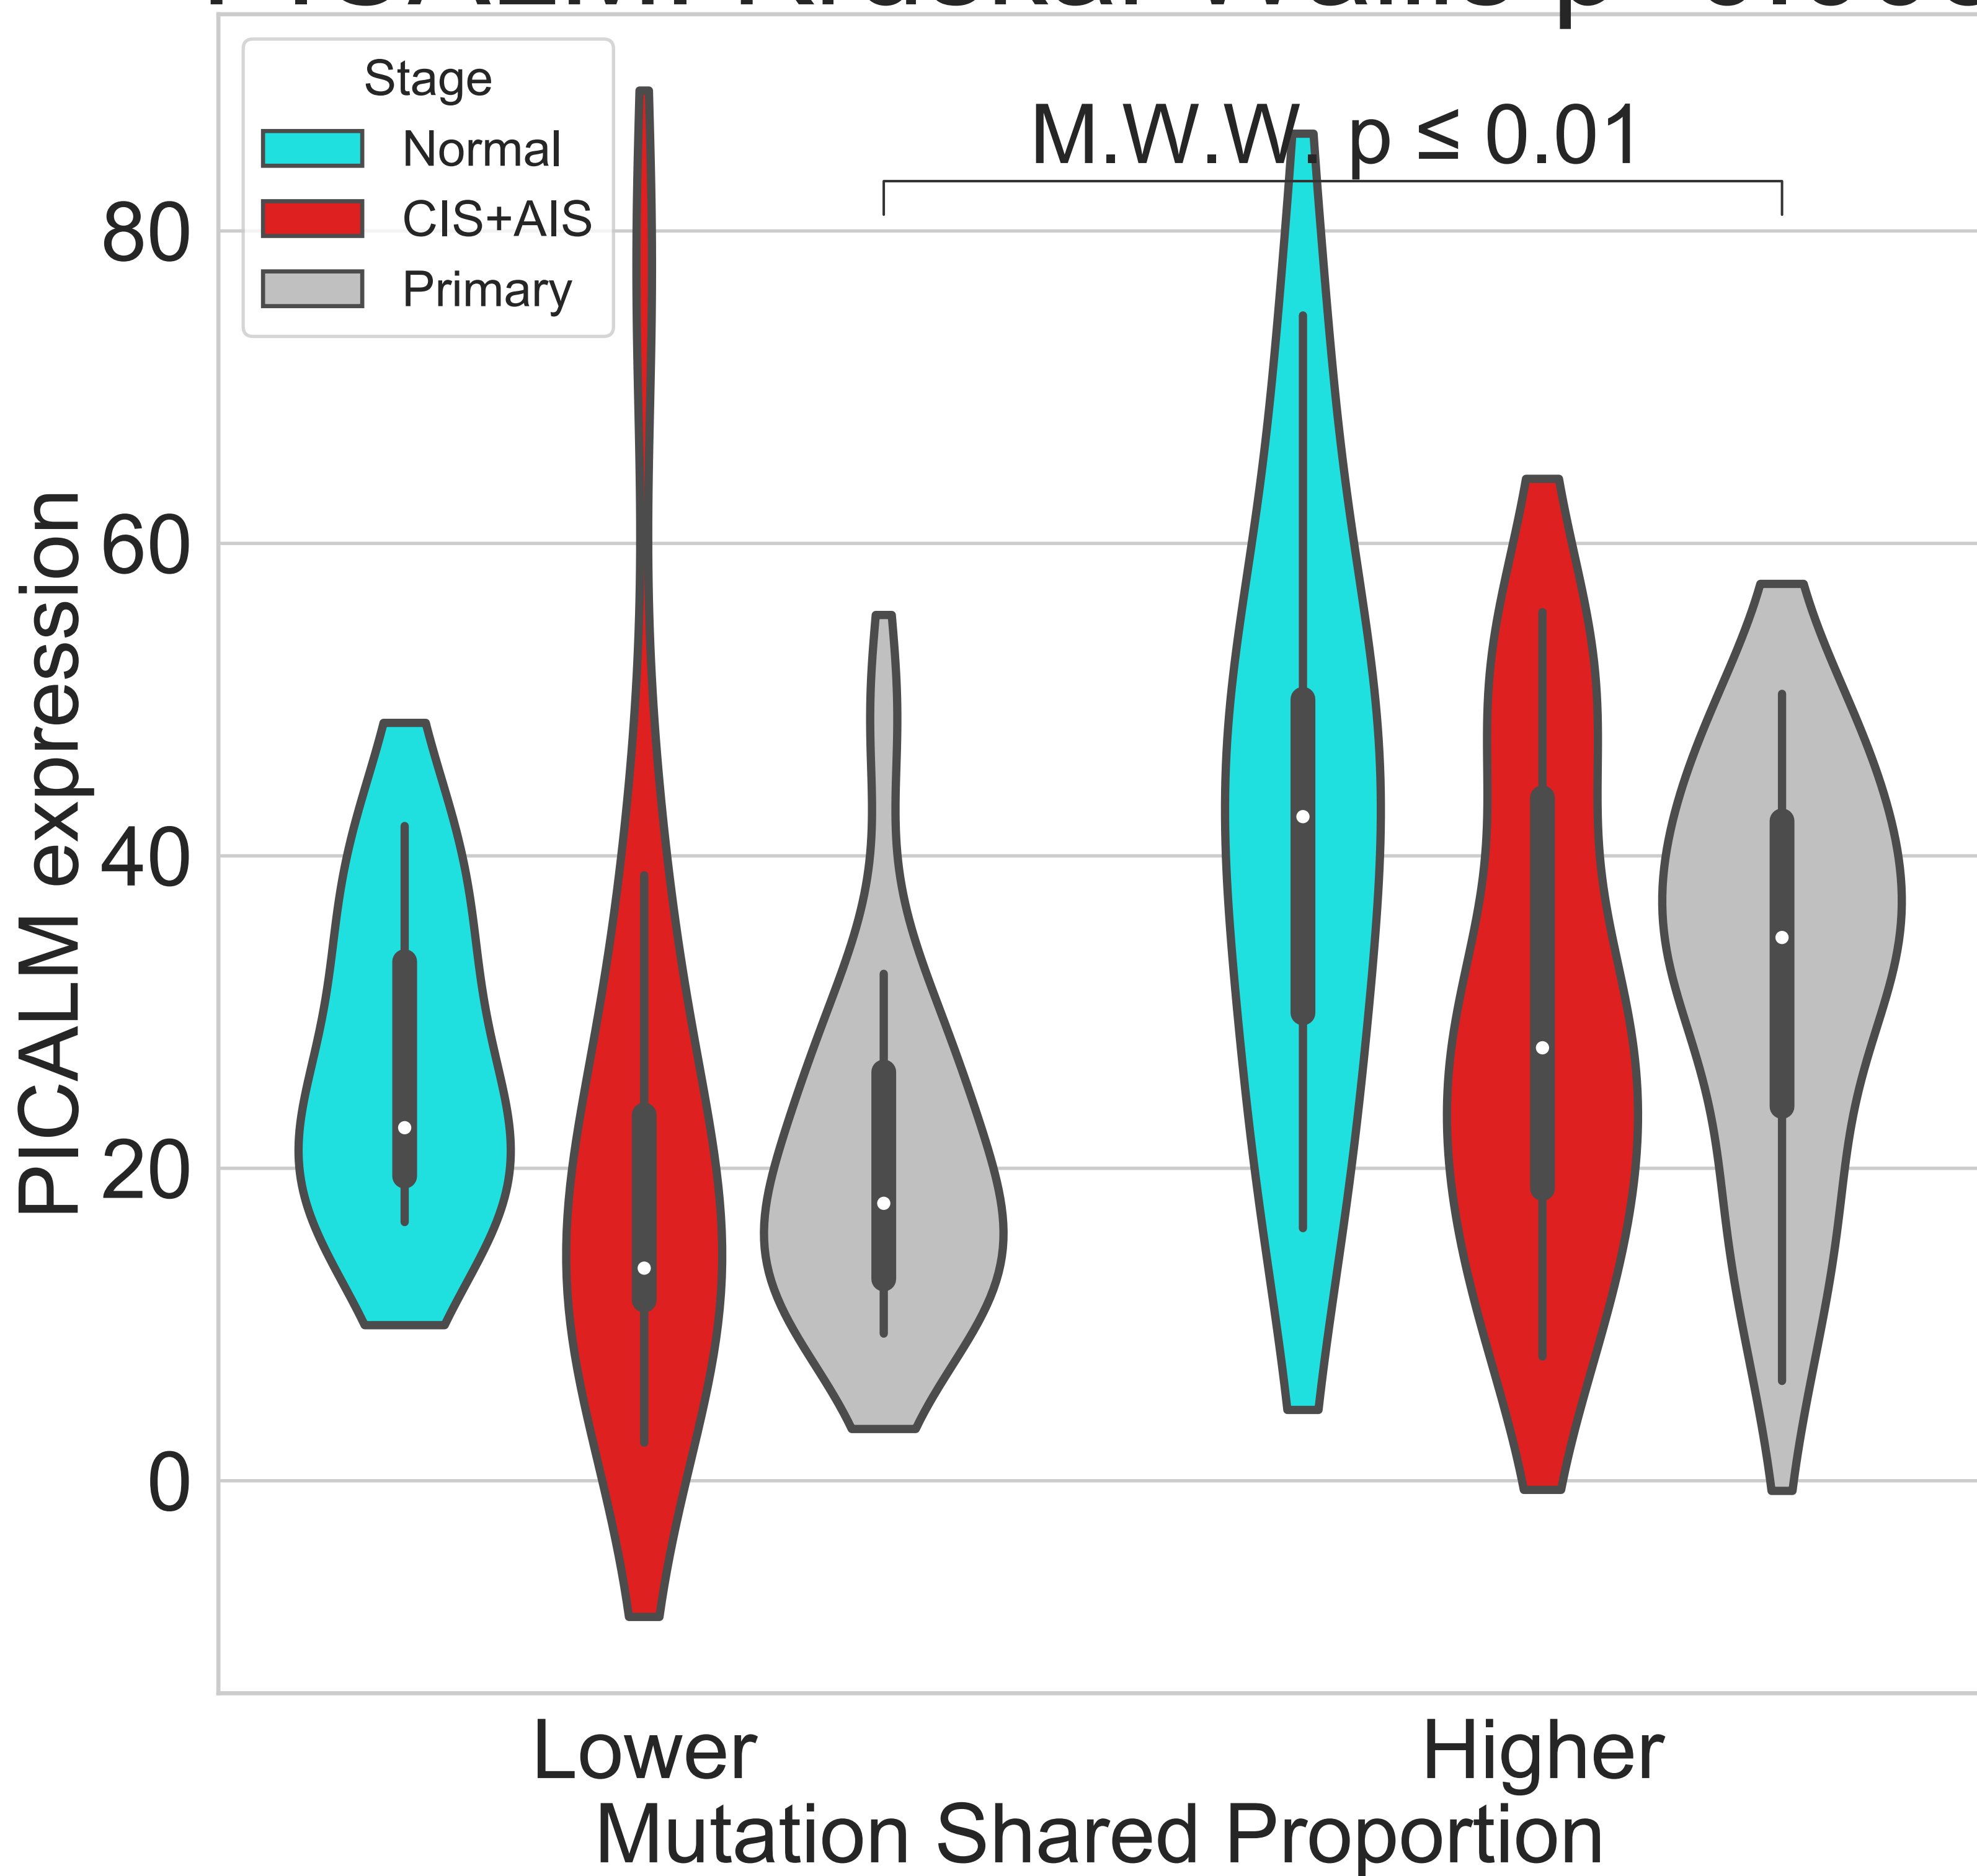 Stage
Normal
CIS+AIS
Primary
M.W.W. p ≤ 0.01
80
60
40
20
0
PICALM expression
Lower
Higher
Mutation Shared Proportion